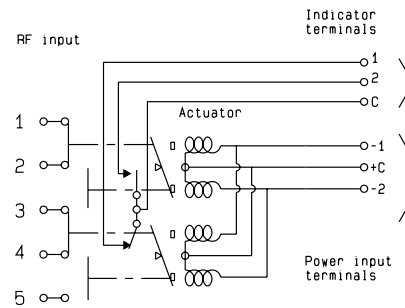 Indicator
terminals
RF input
1
2
C
Actuator
1
2
3
4
5
-1
+C
-2
Power input
terminals